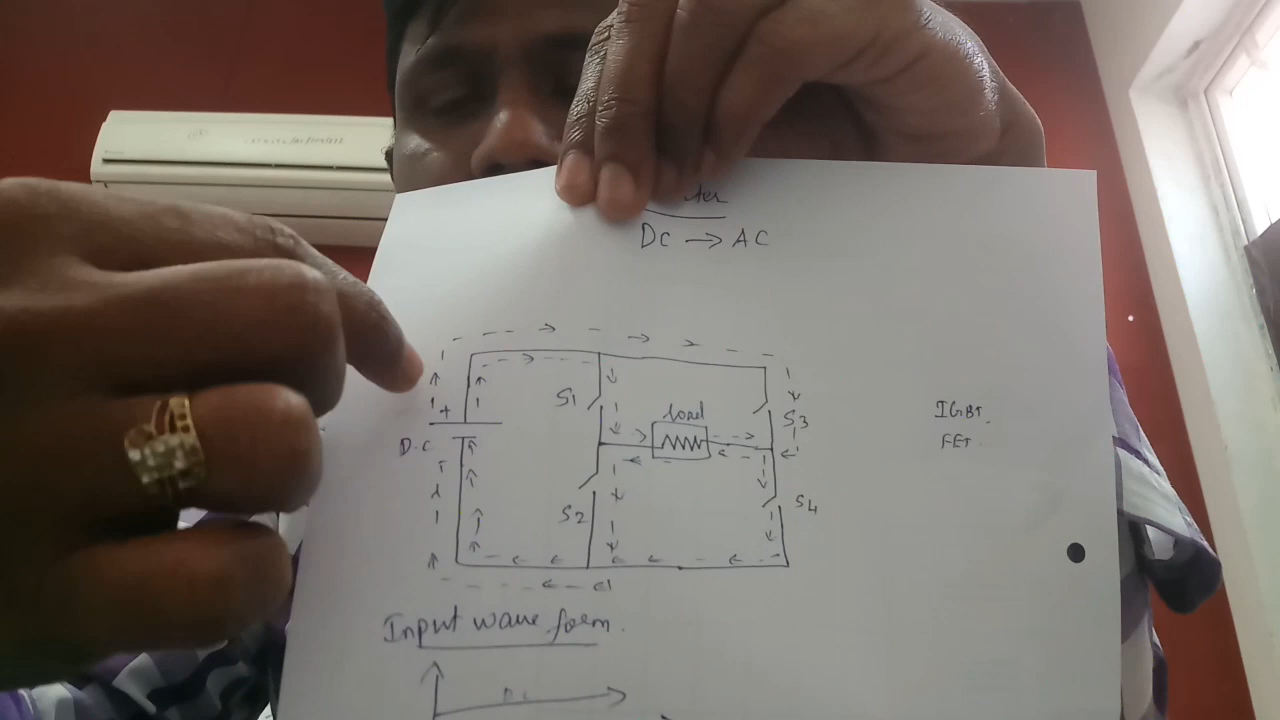 DC → AC
S1
load
S3
+
D.C
S2
S4
IGBT
FET
Input wave form.